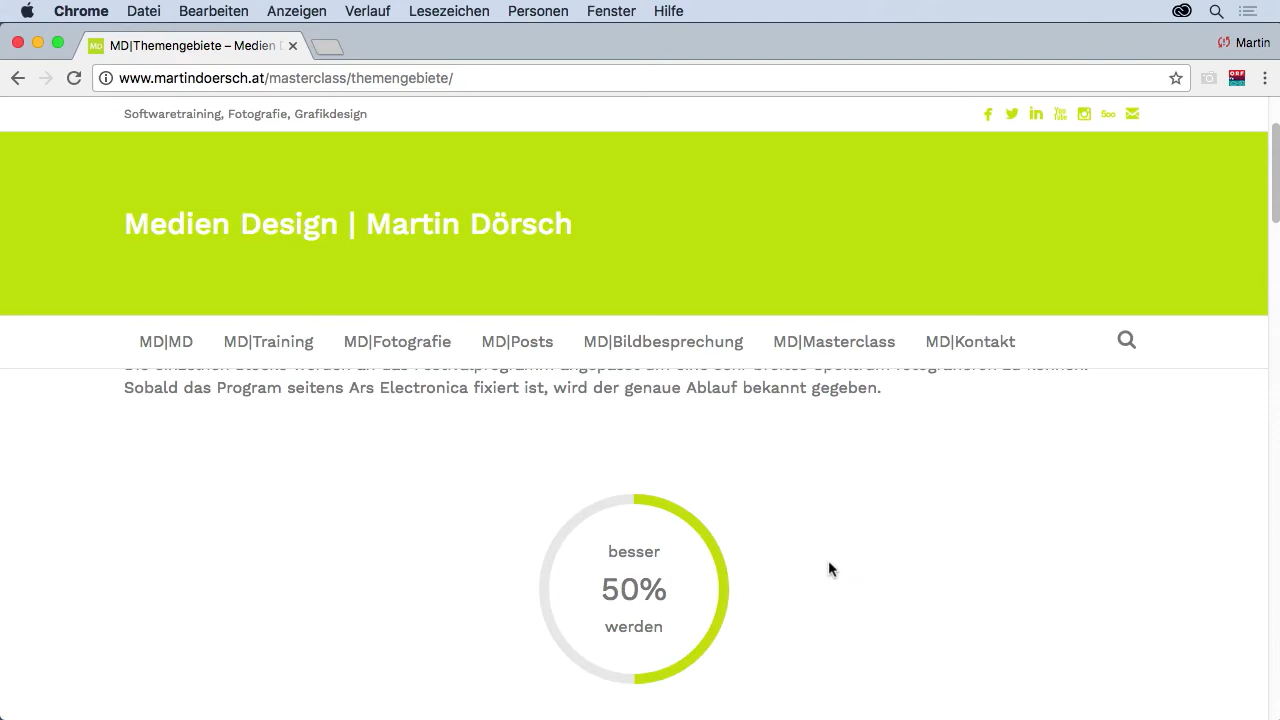 Chrome Datei Bearbeiten Anzeigen Verlauf Lesezeichen Personen Fenster Hilfe
MD MD|Themengebiete – Medien Martin
www.martindoersch.at/masterclass/themengebiete/ ORF
Softwaretraining, Fotografie, Grafikdesign
Medien Design | Martin Dörsch
MD|MD MD|Training MD|Fotografie MD|Posts MD|Bildbesprechung MD|Masterclass MD|Kontakt
Sobald das Program seitens Ars Electronica fixiert ist, wird der genaue Ablauf bekannt gegeben.
besser
50%
werden